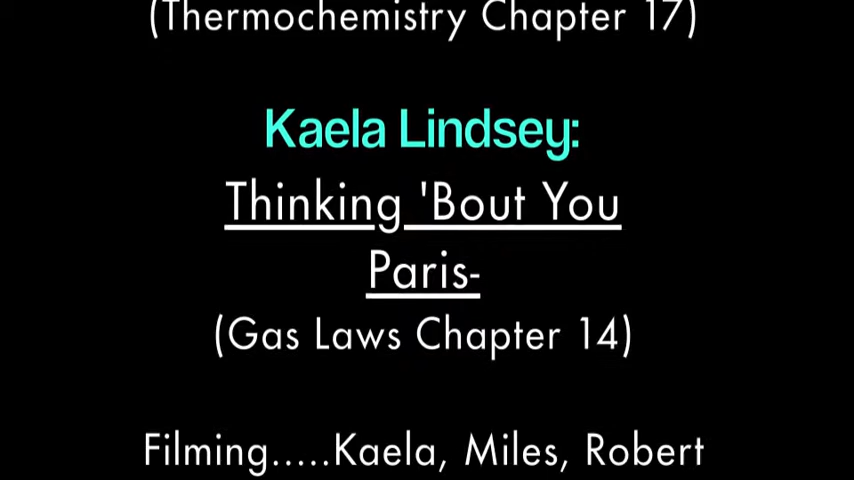 (Thermochemistry Chapter 17)
Kaela Lindsey:
Thinking 'Bout You
Paris-
(Gas Laws Chapter 14)
Filming.....Kaela, Miles, Robert